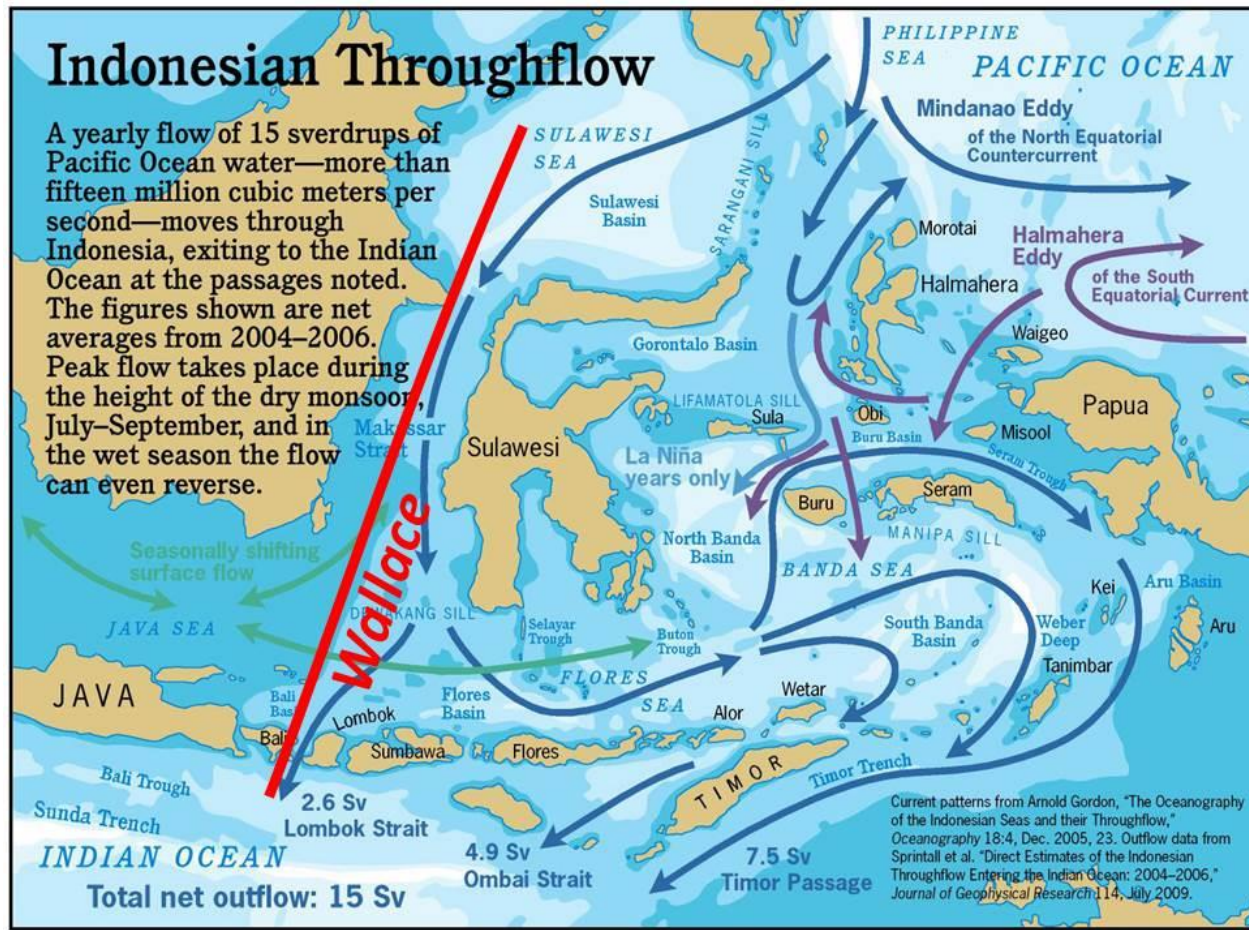 Indonesian Throughflow
A yearly flow of 15 sverdrups of
Pacific Ocean water—more than
fifteen million cubic meters per
second—moves through
Indonesia, exiting to the Indian
Ocean at the passages noted.
The figures shown are net
averages from 2004–2006.
Peak flow takes place during
the height of the dry monsoon,
July–September, and in
the wet season the flow
can even reverse.
PHILIPPINE
SEA
PACIFIC OCEAN
Mindanao Eddy
of the North Equatorial
Countercurrent
SULAWESI
SEA
Sulawesi
Basin
SARANGANI SILL
Morotai
Halmahera
Halmahera
Eddy
of the South
Equatorial Current
Waigeo
Gorontalo Basin
LIFAMATOLA SILL
Sula
Obi
Buru Basin
Misool
Papua
Seram Trough
Makassar
Strait
Sulawesi
La Niña
years only
Buru
Seram
MANIPA SILL
North Banda
Basin
BANDA SEA
Wallace
Seasonally shifting
surface flow
JAVA SEA
DEWAKANG SILL
Selayar
Trough
Buton
Trough
South Banda
Basin
Weber
Deep
Kei
Aru Basin
Aru
Tanimbar
JAVA
Bali
Basin
Bali
Lombok
Sumbawa
Flores
Basin
Flores
FLORES
SEA
Alor
Wetar
TIMOR
Timor Trench
Bali Trough
Sunda Trench
INDIAN OCEAN
Total net outflow: 15 Sv
2.6 Sv
Lombok Strait
4.9 Sv
Ombai Strait
7.5 Sv
Timor Passage
Current patterns from Arnold Gordon, "The Oceanography
of the Indonesian Seas and their Throughflow,"
Oceanography 18:4, Dec. 2005, 23. Outflow data from
Sprintall et al. "Direct Estimates of the Indonesian
Throughflow Entering the Indian Ocean: 2004–2006,"
Journal of Geophysical Research 114, July 2009.